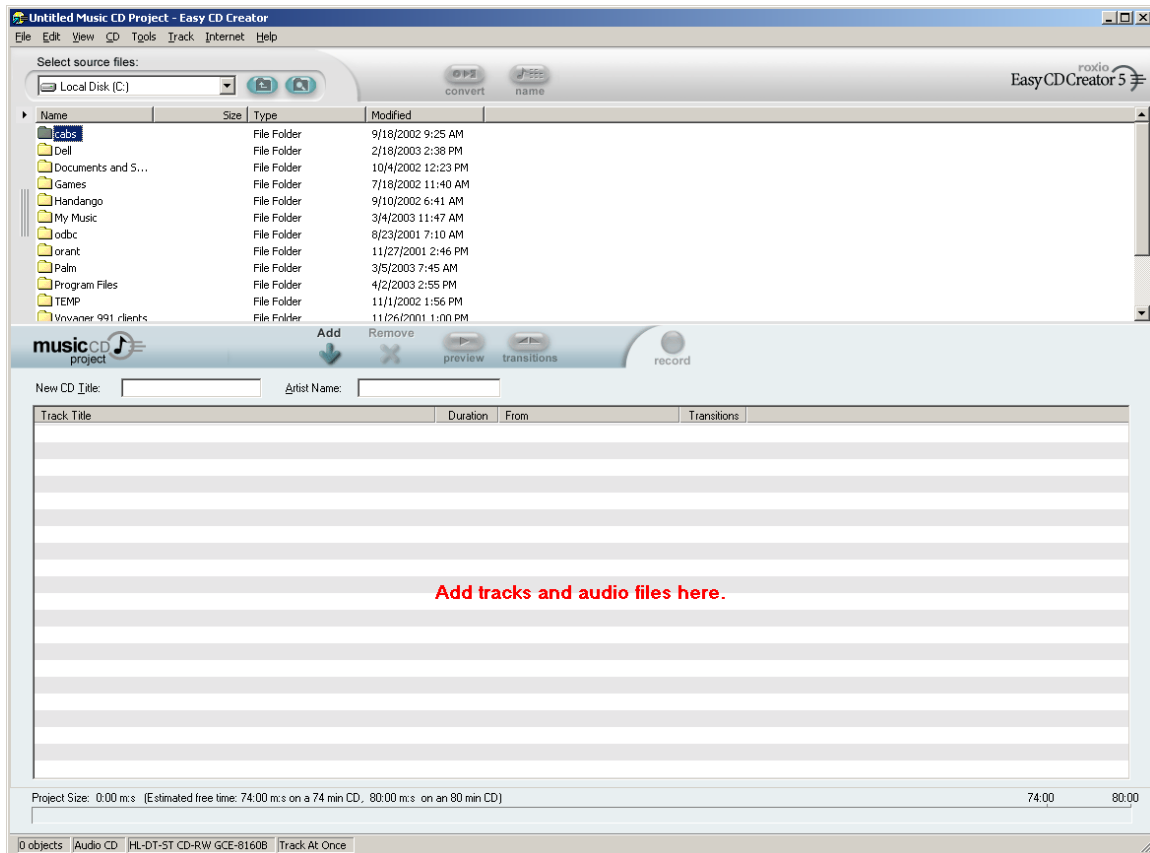 Untitled Music CD Project - Easy CD Creator
File Edit View CD Tools Track Internet Help
Select source files:
Local Disk (C:)
convert name
roxio
Easy CD Creator 5
Name Size Type Modified
cabs File Folder 9/18/2002 9:25 AM
Dell File Folder 2/18/2003 2:38 PM
Documents and S... File Folder 10/4/2002 12:23 PM
Games File Folder 7/18/2002 11:40 AM
Handango File Folder 9/10/2002 6:41 AM
My Music File Folder 3/4/2003 11:47 AM
odbc File Folder 8/23/2001 7:10 AM
orant File Folder 11/27/2001 2:46 PM
Palm File Folder 3/5/2003 7:45 AM
Program Files File Folder 4/2/2003 2:55 PM
TEMP File Folder 11/1/2002 1:56 PM
Voyager 991 clients File Folder 11/26/2001 1:00 PM
musicCD project
Add Remove preview transitions record
New CD Title: Artist Name:
Track Title Duration From Transitions
Add tracks and audio files here.
Project Size: 0:00 m:s (Estimated free time: 74:00 m:s on a 74 min CD, 80:00 m:s on an 80 min CD) 74:00 80:00
0 objects Audio CD HL-DT-ST CD-RW GCE-8160B Track At Once